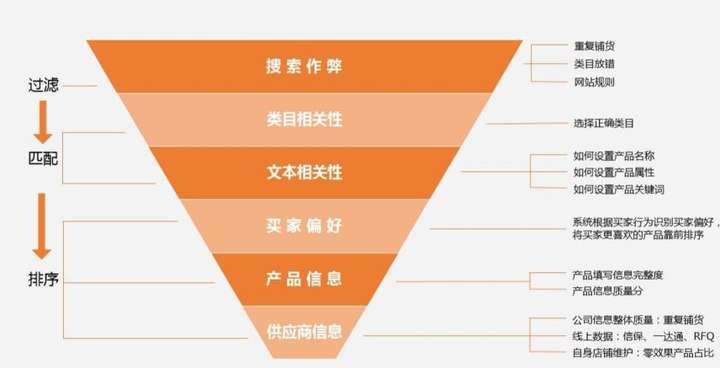 搜索作弊
类目相关性
文本相关性
买家偏好
产品信息
供应商信息
过滤
匹配
排序
重复铺货
类目放错
网站规则
选择正确类目
如何设置产品名称
如何设置产品属性
如何设置产品关键词
系统根据买家行为识别买家偏好，
将买家更喜欢的产品靠前排序
产品填写信息完整度
产品信息质量分
公司信息整体质量：重复铺货
线上数据：信保、一达通、RFQ
自身店铺维护：零效果产品占比